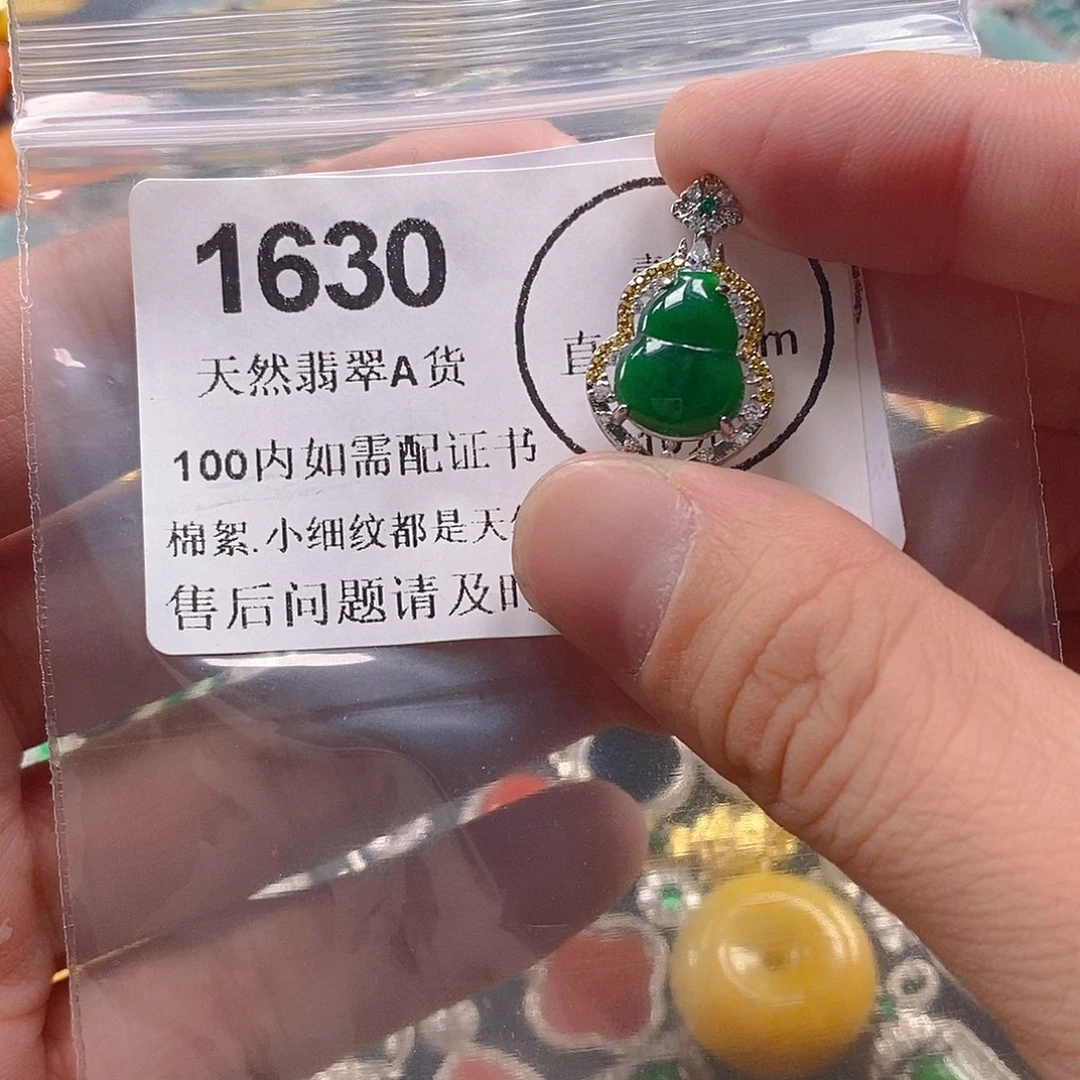 1630
天然翡翠A货
100内如需配证书
棉絮.小细纹都是天
售后问题请及时
壹
直
m